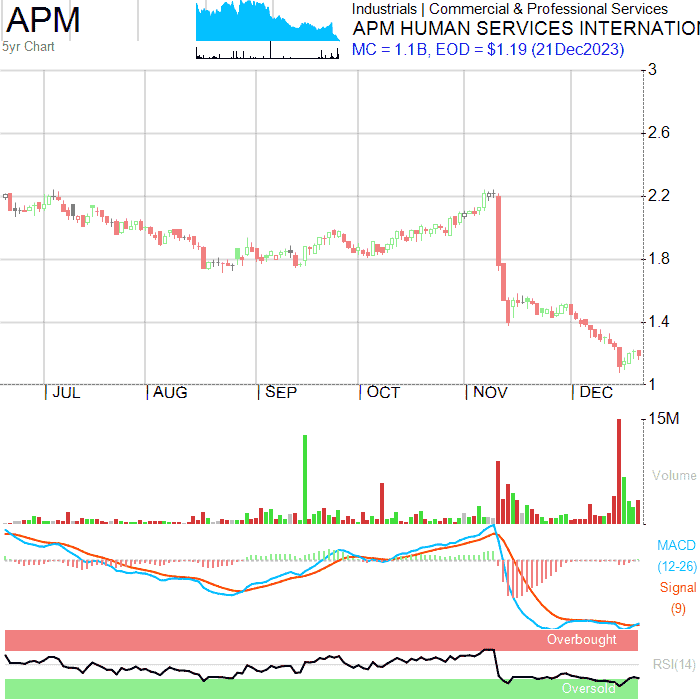 APM
5yr Chart
Industrials | Commercial & Professional Services
APM HUMAN SERVICES INTERNATION
MC = 1.1B, EOD = $1.19 (21Dec2023)
3
2.6
2.2
1.8
1.4
1
JUL
AUG
SEP
OCT
NOV
DEC
15M
Volume
MACD
(12-26)
Signal
(9)
Overbought
RSI(14)
Oversold